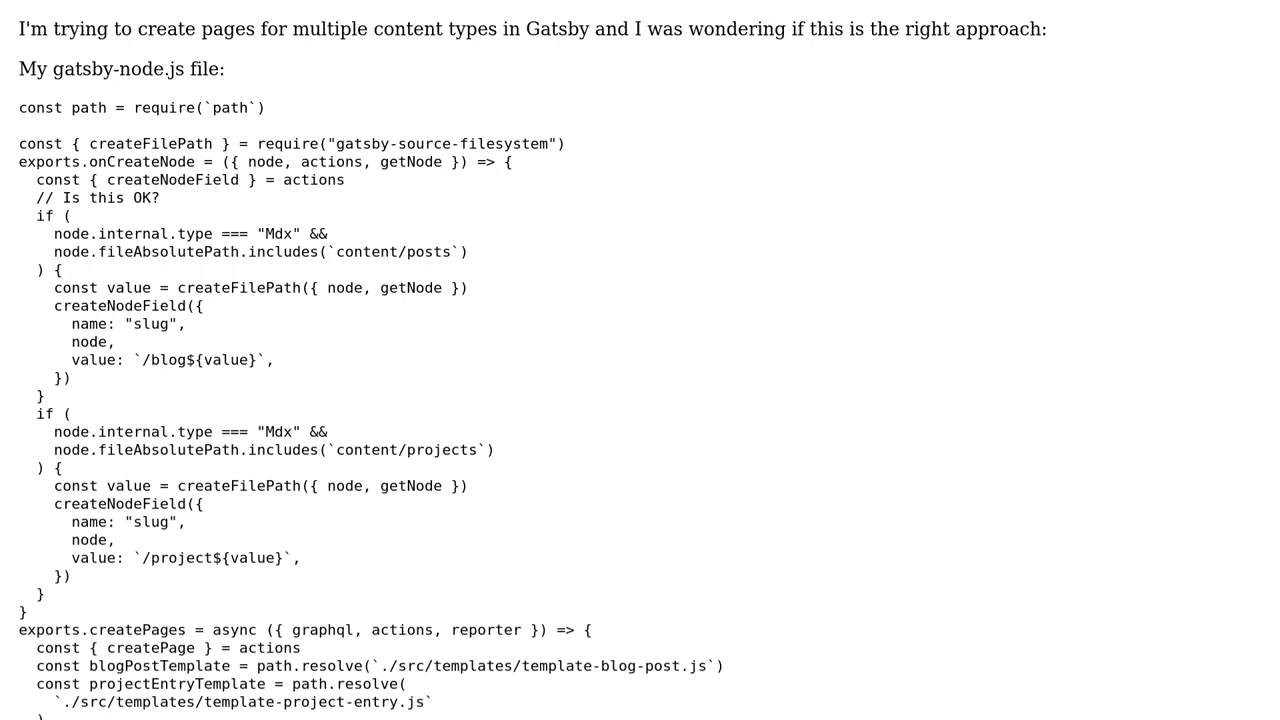 I'm trying to create pages for multiple content types in Gatsby and I was wondering if this is the right approach:
My gatsby-node.js file:
const path = require(`path`)
const { createFilePath } = require("gatsby-source-filesystem")
exports.onCreateNode = ({ node, actions, getNode }) => {
  const { createNodeField } = actions
  // Is this OK?
  if (
    node.internal.type === "Mdx" &&
    node.fileAbsolutePath.includes(`content/posts`)
  ) {
    const value = createFilePath({ node, getNode })
    createNodeField({
      name: "slug",
      node,
      value: `/blog${value}`,
    })
  }
  if (
    node.internal.type === "Mdx" &&
    node.fileAbsolutePath.includes(`content/projects`)
  ) {
    const value = createFilePath({ node, getNode })
    createNodeField({
      name: "slug",
      node,
      value: `/project${value}`,
    })
  }
}
exports.createPages = async ({ graphql, actions, reporter }) => {
  const { createPage } = actions
  const blogPostTemplate = path.resolve(`./src/templates/template-blog-post.js`)
  const projectEntryTemplate = path.resolve(
    `./src/templates/template-project-entry.js`
  )